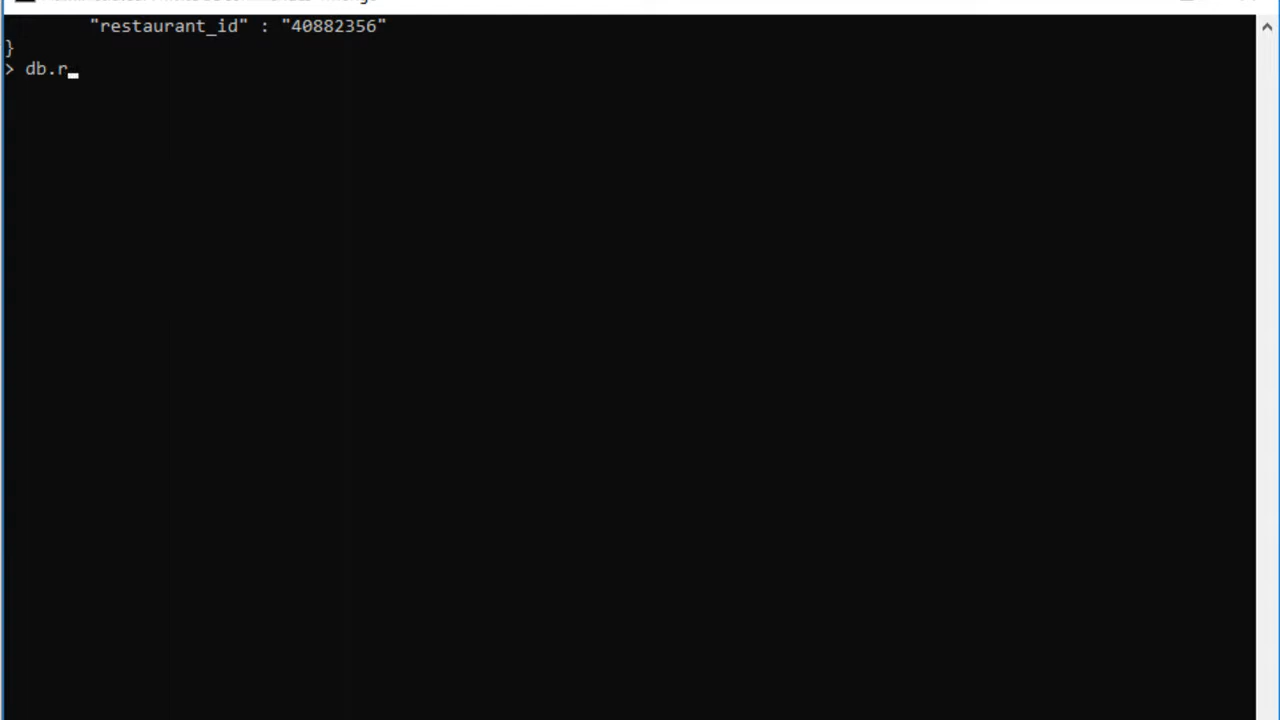 "restaurant_id" : "40882356"
}
> db.r